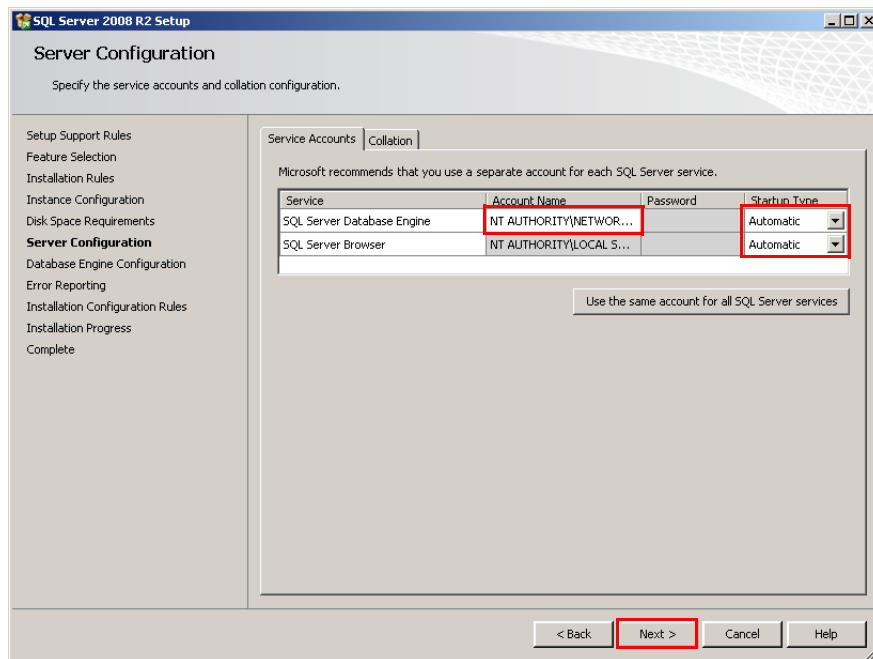 SQL Server 2008 R2 Setup
Server Configuration
Specify the service accounts and collation configuration.
Setup Support Rules
Feature Selection
Installation Rules
Instance Configuration
Disk Space Requirements
Server Configuration
Database Engine Configuration
Error Reporting
Installation Configuration Rules
Installation Progress
Complete
Service Accounts Collation
Microsoft recommends that you use a separate account for each SQL Server service.
Service Account Name Password Startup Type
SQL Server Database Engine NT AUTHORITY\NETWOR... Automatic
SQL Server Browser NT AUTHORITY\LOCAL S... Automatic
Use the same account for all SQL Server services
< Back Next > Cancel Help